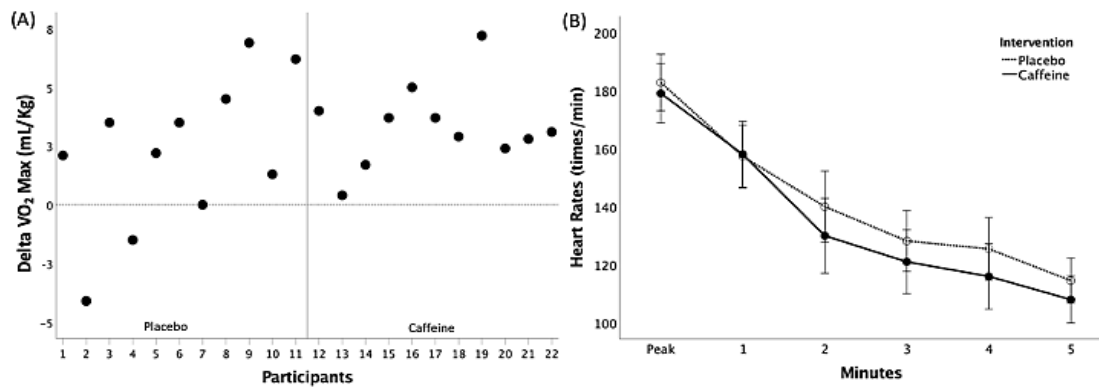 (A)
Delta VO2 Max (mL/Kg)
8
5
3
0
-3
-5
Placebo
Caffeine
1 2 3 4 5 6 7 8 9 10 11 12 13 14 15 16 17 18 19 20 21 22
Participants
(B)
Heart Rates (times/min)
200
180
160
140
120
100
Intervention
Placebo
Caffeine
Peak 1 2 3 4 5
Minutes